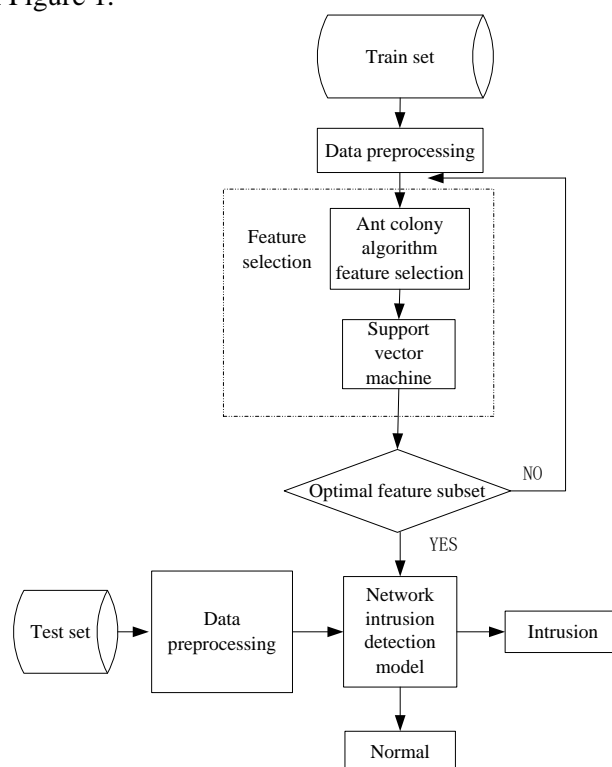 Figure 1.
Train set
Data preprocessing
Feature
selection
Ant colony
algorithm
feature selection
Support
vector
machine
Optimal feature subset
NO
YES
Test set
Data
preprocessing
Network
intrusion
detection
model
Intrusion
Normal